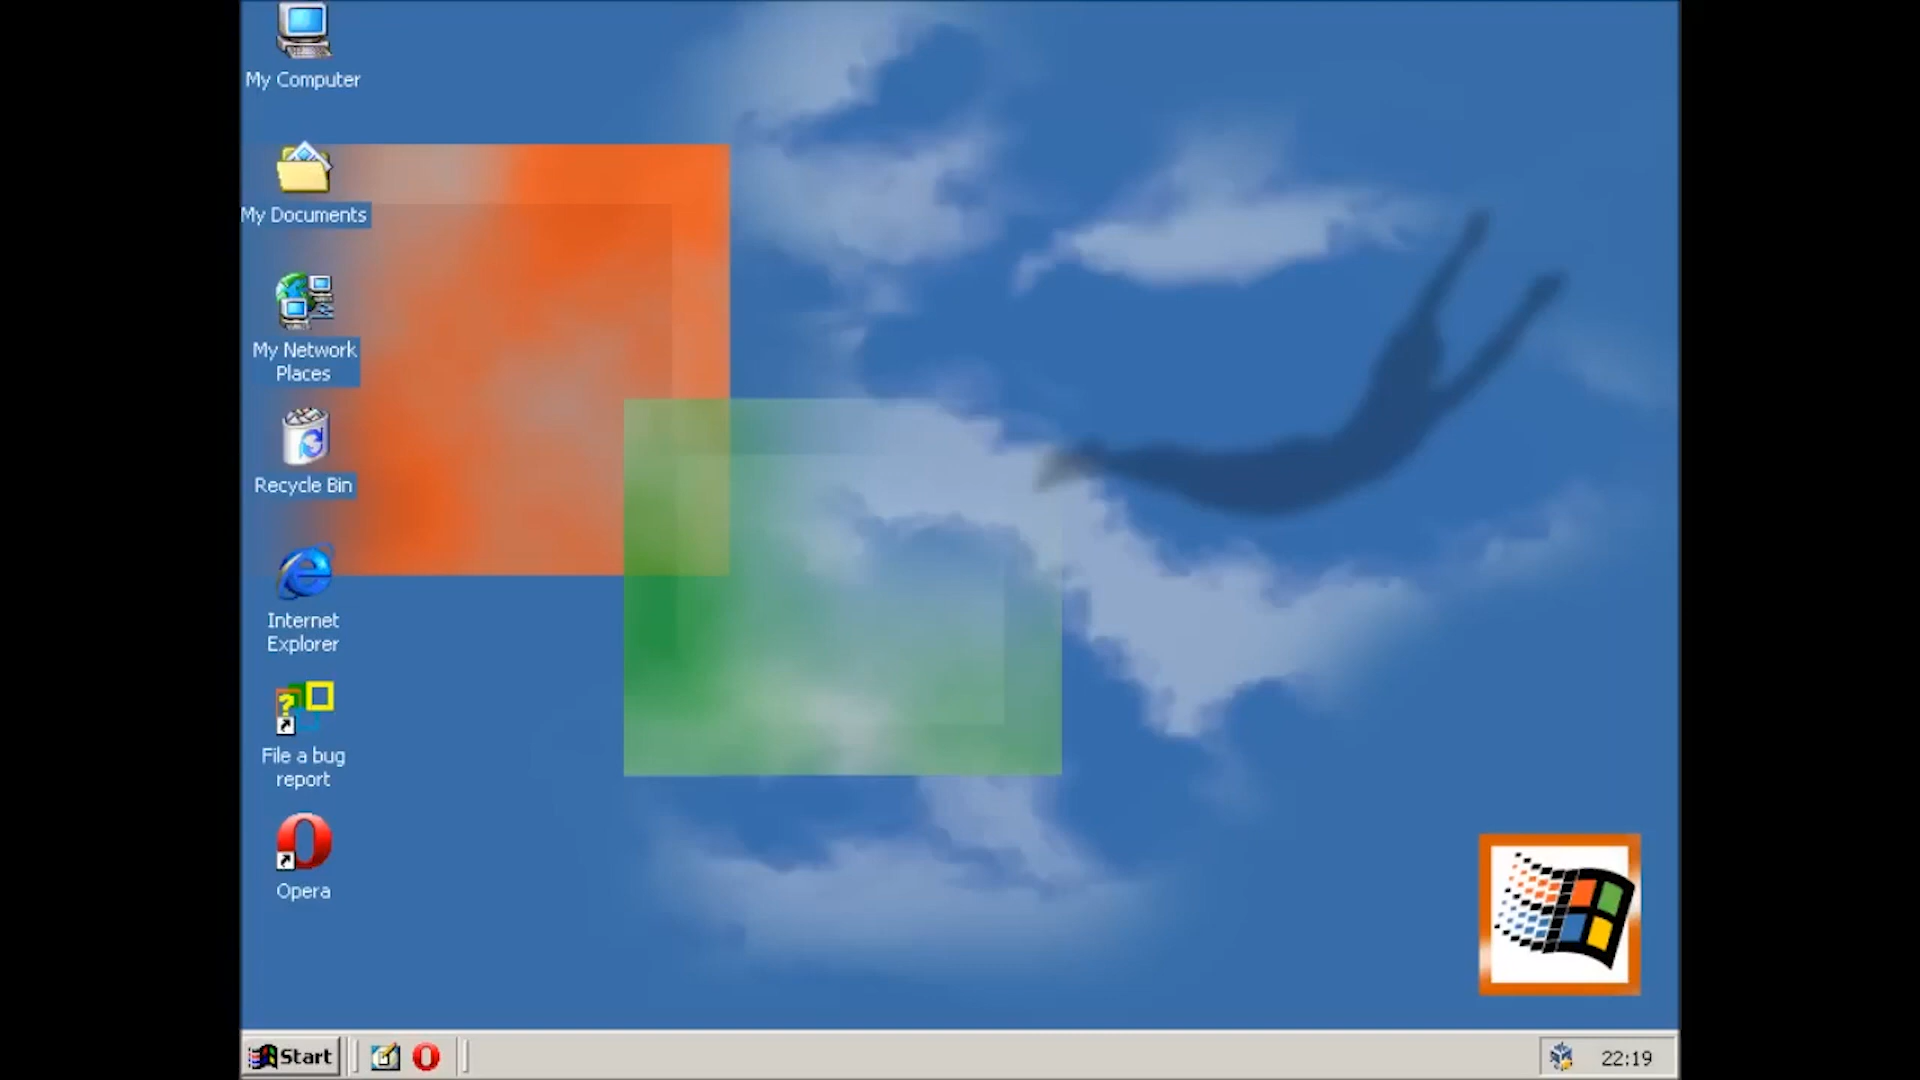 My Computer
My Documents
My Network
Places
Recycle Bin
Internet
Explorer
File a bug
report
Opera
Start
22:19